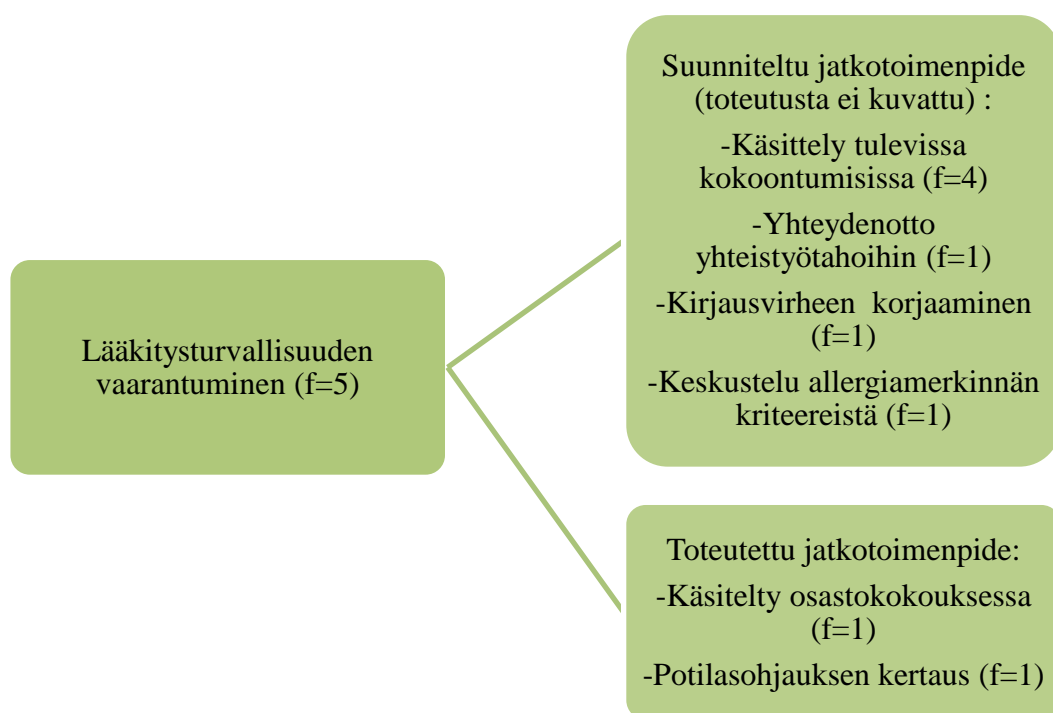 Lääkitysturvallisuuden
vaarantuminen (f=5)
Suunniteltu jatkotoimenpide
(toteutusta ei kuvattu) :
-Käsittely tulevissa
kokoontumisissa (f=4)
-Yhteydenotto
yhteistyötahoihin (f=1)
-Kirjausvirheen korjaaminen
(f=1)
-Keskustelu allergiamerkinnän
kriteereistä (f=1)
Toteutettu jatkotoimenpide:
-Käsitelty osastokokouksessa
(f=1)
-Potilasohjauksen kertaus (f=1)